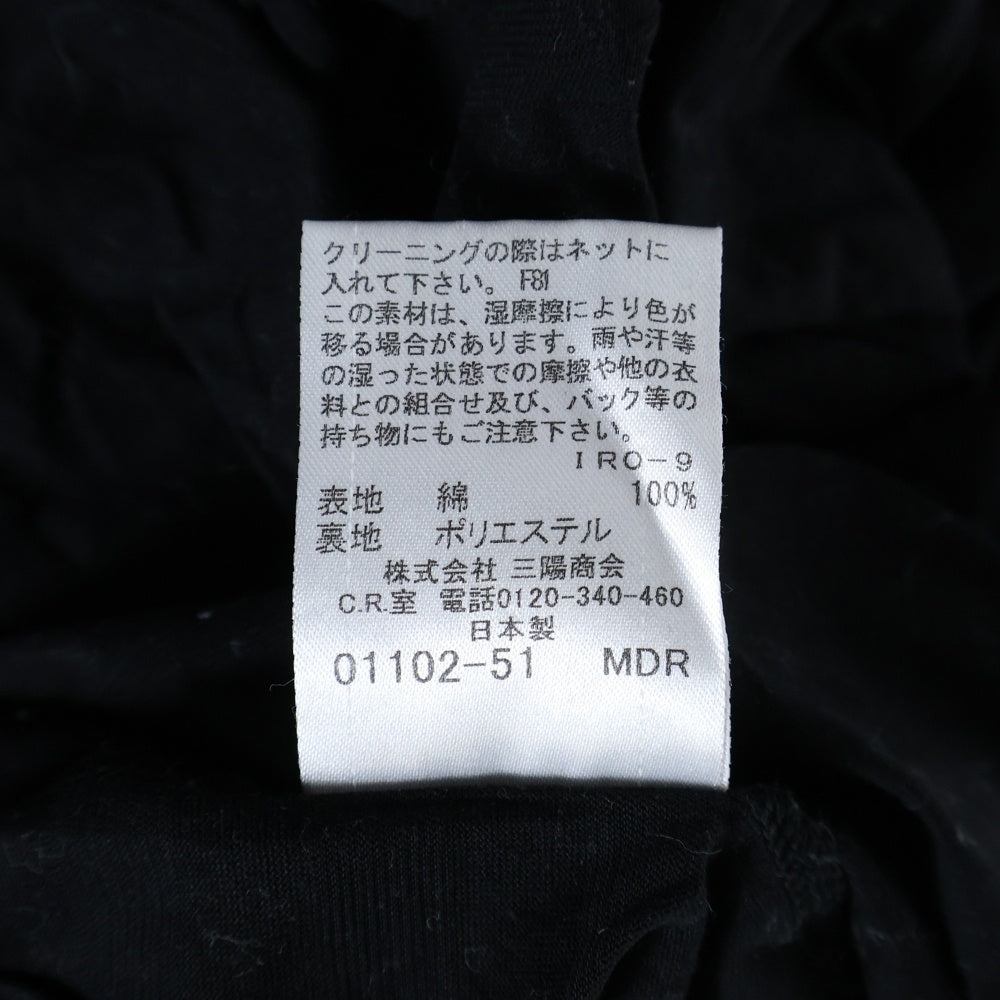 クリーニングの際はネットに
入れて下さい。 F81
この素材は、湿摩擦により色が
移る場合があります。雨や汗等
の湿った状態での摩擦や他の衣
料との組合せ及び、バック等の
持ち物にもご注意下さい。
IRO-9
表地 綿 100%
裏地 ポリエステル
株式会社 三陽商会
C.R.室 電話0120-340-460
日本製
01102-51 MDR